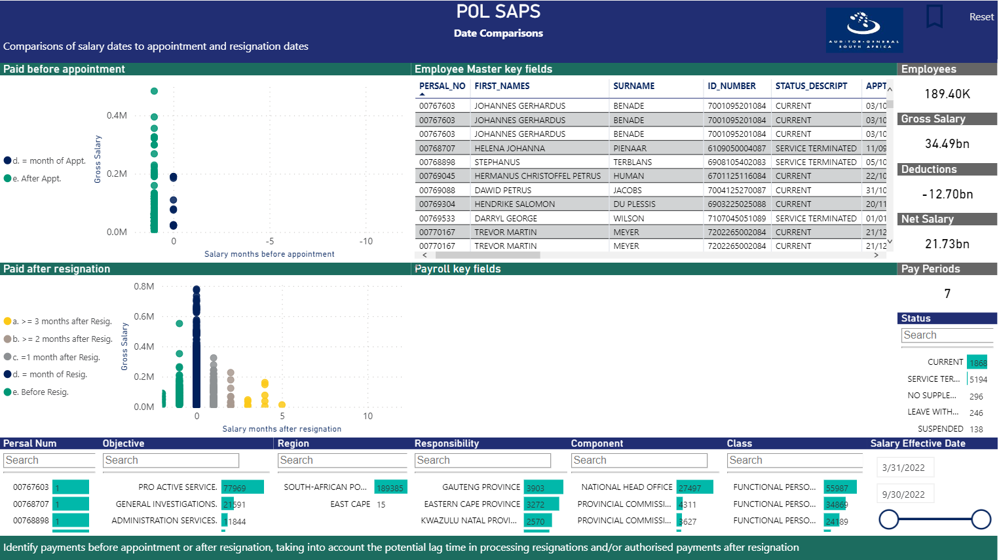 POL SAPS
Date Comparisons
Reset
AUDITOR-GENERAL
SOUTH AFRICA
Comparisons of salary dates to appointment and resignation dates
Paid before appointment
d. = month of Appt.
e. After Appt.
Gross Salary
0.4M
0.2M
0.0M
0
-5
-10
Salary months before appointment
Employee Master key fields
PERSAL_NO FIRST_NAMES SURNAME ID_NUMBER STATUS_DESCRIPT APPT
00767603 JOHANNES GERHARDUS BENADE 7001095201084 CURRENT 03/10
00767603 JOHANNES GERHARDUS BENADE 7001095201084 CURRENT 03/10
00767603 JOHANNES GERHARDUS BENADE 7001095201084 CURRENT 03/10
00768707 HELENA JOHANNA PIENAAR 6109050004087 SERVICE TERMINATED 11/09
00768898 STEPHANUS TERBLANS 6908105402083 SERVICE TERMINATED 05/10
00769045 HERMANUS CHRISTOFFEL PETRUS HUMAN 6701125116084 CURRENT 22/10
00769088 DAWID PETRUS JACOBS 7004125270087 CURRENT 31/10
00769304 HENDRIKE SALOMON DU PLESSIS 6903225025088 CURRENT 20/11
00769533 DARRYL GEORGE WILSON 7107045051089 SERVICE TERMINATED 01/01
00770167 TREVOR MARTIN MEYER 7202265002084 CURRENT 21/12
00770167 TREVOR MARTIN MEYER 7202265002084 CURRENT 21/12
Employees
189.40K
Gross Salary
34.49bn
Deductions
-12.70bn
Net Salary
21.73bn
Pay Periods
7
Paid after resignation
a. >= 3 months after Resig.
b. >= 2 months after Resig.
c. =1 month after Resig.
d. = month of Resig.
e. Before Resig.
Gross Salary
0.8M
0.6M
0.4M
0.2M
0.0M
0
5
10
Salary months after resignation
Payroll key fields
Status
Search
CURRENT 1868
SERVICE TER... 5194
NO SUPPLE... 296
LEAVE WITH... 246
SUSPENDED 138
Persal Num
Search
00767603 1
00768707 1
00768898 1
Objective
Search
PRO ACTIVE SERVICE. 77969
GENERAL INVESTIGATIONS. 21591
ADMINISTRATION SERVICES. 11844
Region
Search
SOUTH-AFRICAN PO... 189385
EAST CAPE 15
Responsibility
Search
GAUTENG PROVINCE 3903
EASTERN CAPE PROVINCE 3272
KWAZULU NATAL PROVI... 2570
Component
Search
NATIONAL HEAD OFFICE 27497
PROVINCIAL COMMISSI... 4311
PROVINCIAL COMMISSI... 3627
Class
Search
FUNCTIONAL PERSO... 55987
FUNCTIONAL PERSO... 34869
FUNCTIONAL PERSO... 24189
Salary Effective Date
3/31/2022
9/30/2022
Identify payments before appointment or after resignation, taking into account the potential lag time in processing resignations and/or authorised payments after resignation